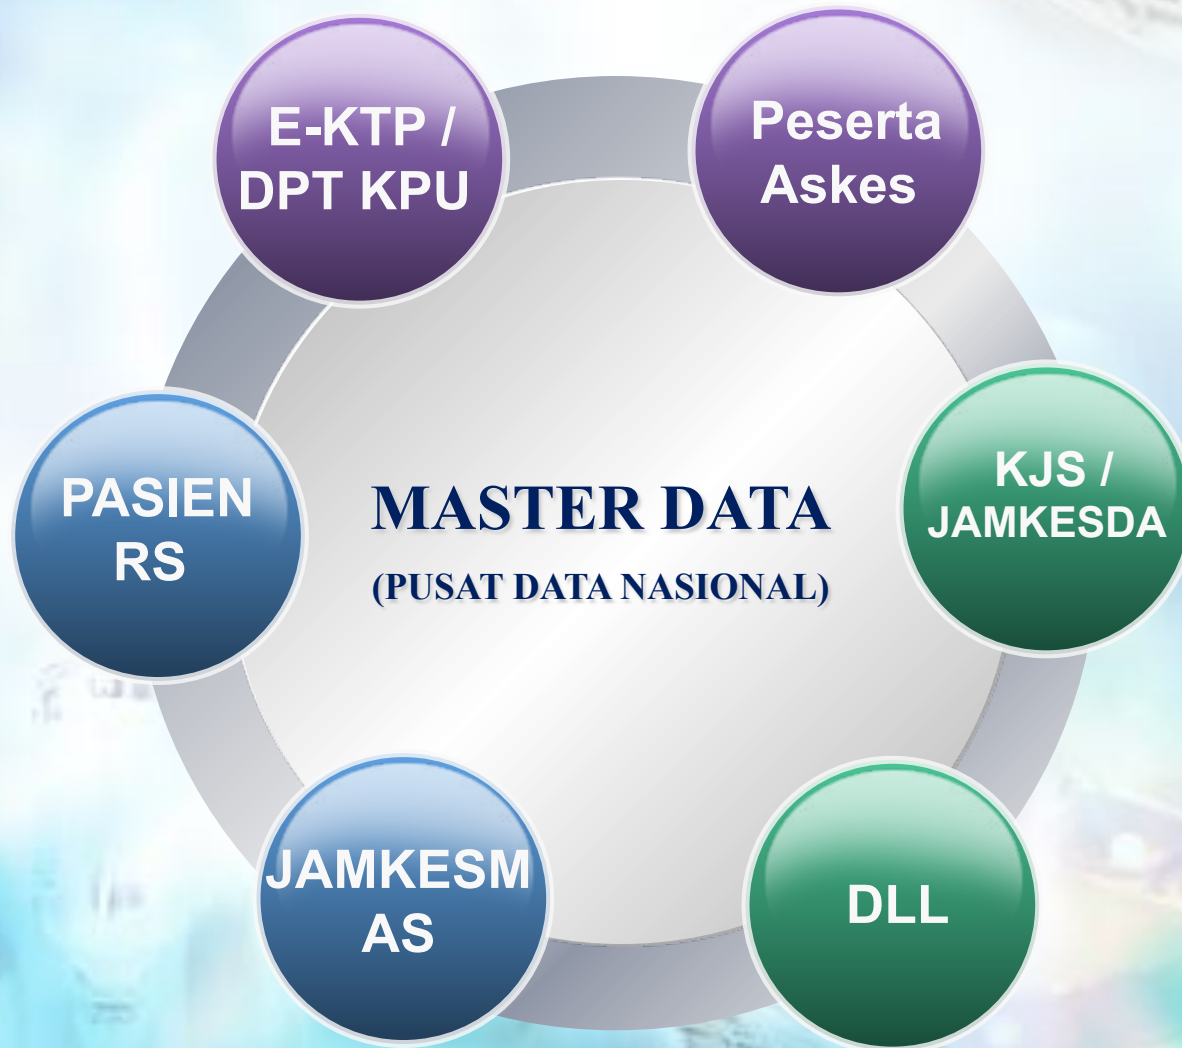 E-KTP /
DPT KPU
Peserta
Askes
PASIEN
RS
MASTER DATA
(PUSAT DATA NASIONAL)
KJS /
JAMKESDA
JAMKESM
AS
DLL